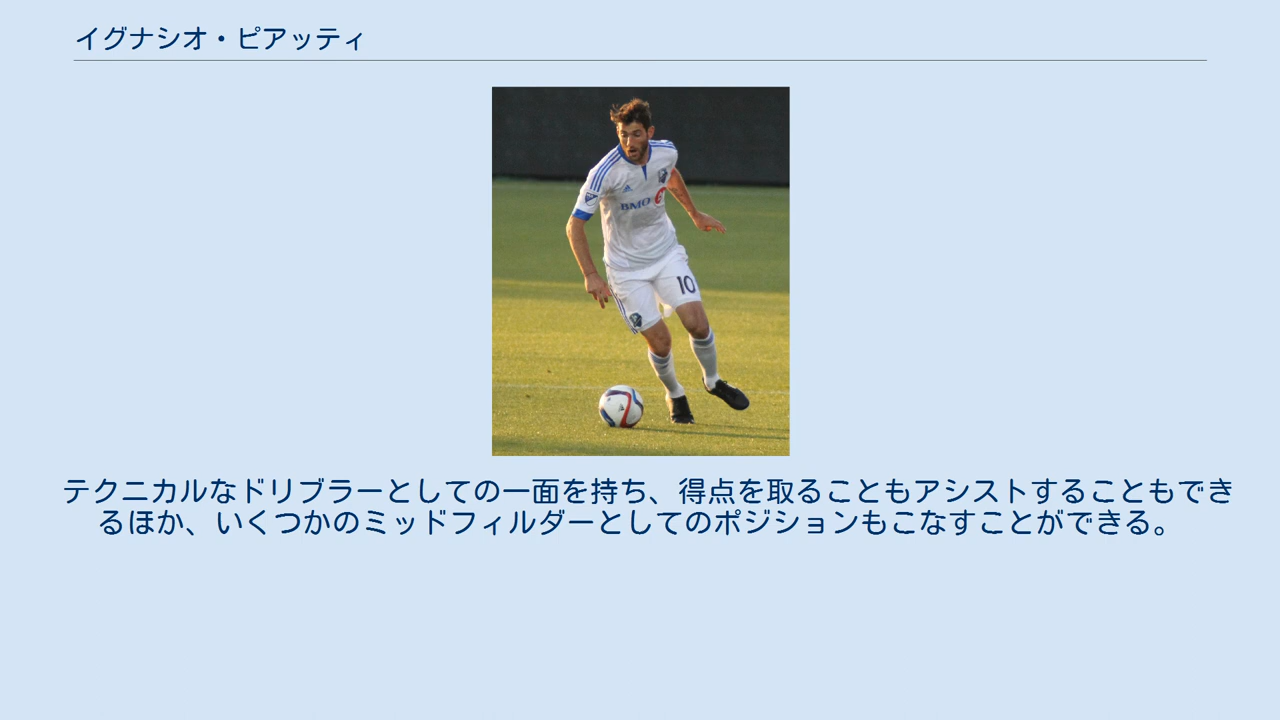 イグナシオ・ピアッティ
BMO
10
テクニカルなドリブラーとしての一面を持ち、得点を取ることもアシストすることもでき
るほか、いくつかのミッドフィルダーとしてのポジションもこなすことができる。